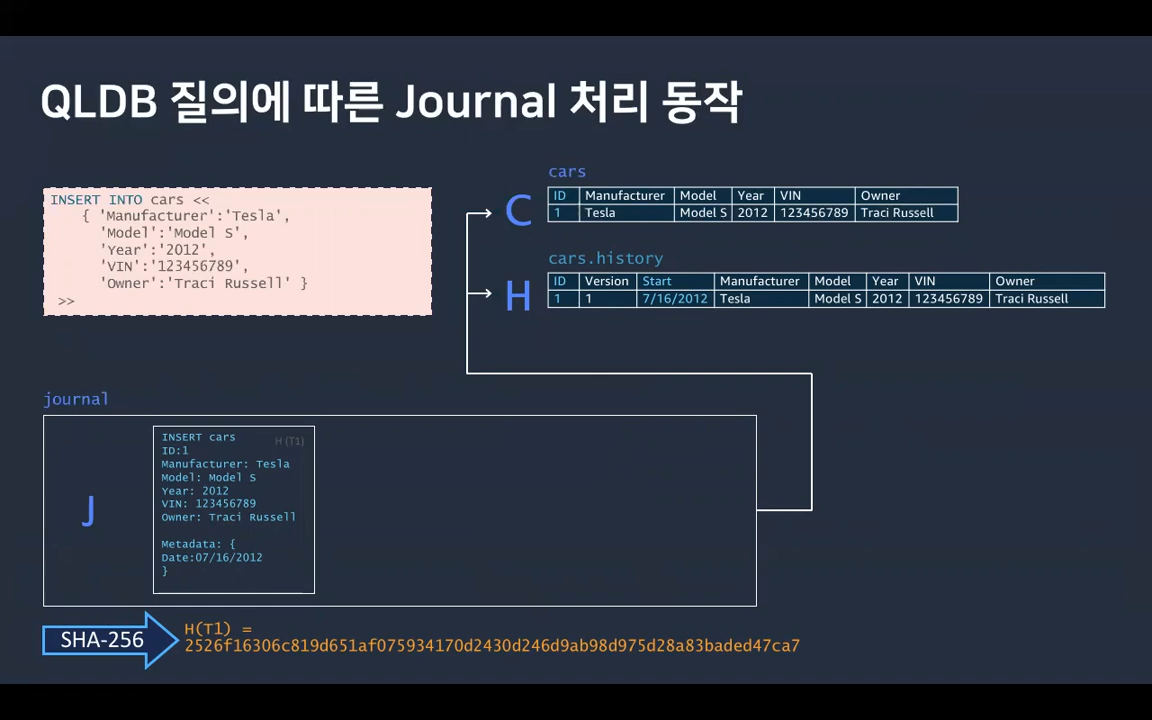 QLDB 질의에 따른 Journal 처리 동작
INSERT INTO cars <<
{ 'Manufacturer':'Tesla',
'Model':'Model S',
'Year':'2012',
'VIN':'123456789',
'Owner':'Traci Russell' }
>>
cars
C
ID Manufacturer Model Year VIN Owner
1 Tesla Model S 2012 123456789 Traci Russell
cars.history
H
ID Version Start Manufacturer Model Year VIN Owner
1 1 7/16/2012 Tesla Model S 2012 123456789 Traci Russell
journal
J
INSERT cars H (T1)
ID:1
Manufacturer: Tesla
Model: Model S
Year: 2012
VIN: 123456789
Owner: Traci Russell
Metadata: {
Date:07/16/2012
}
SHA-256
H(T1) =
2526f16306c819d651af075934170d2430d246d9ab98d975d28a83baded47ca7